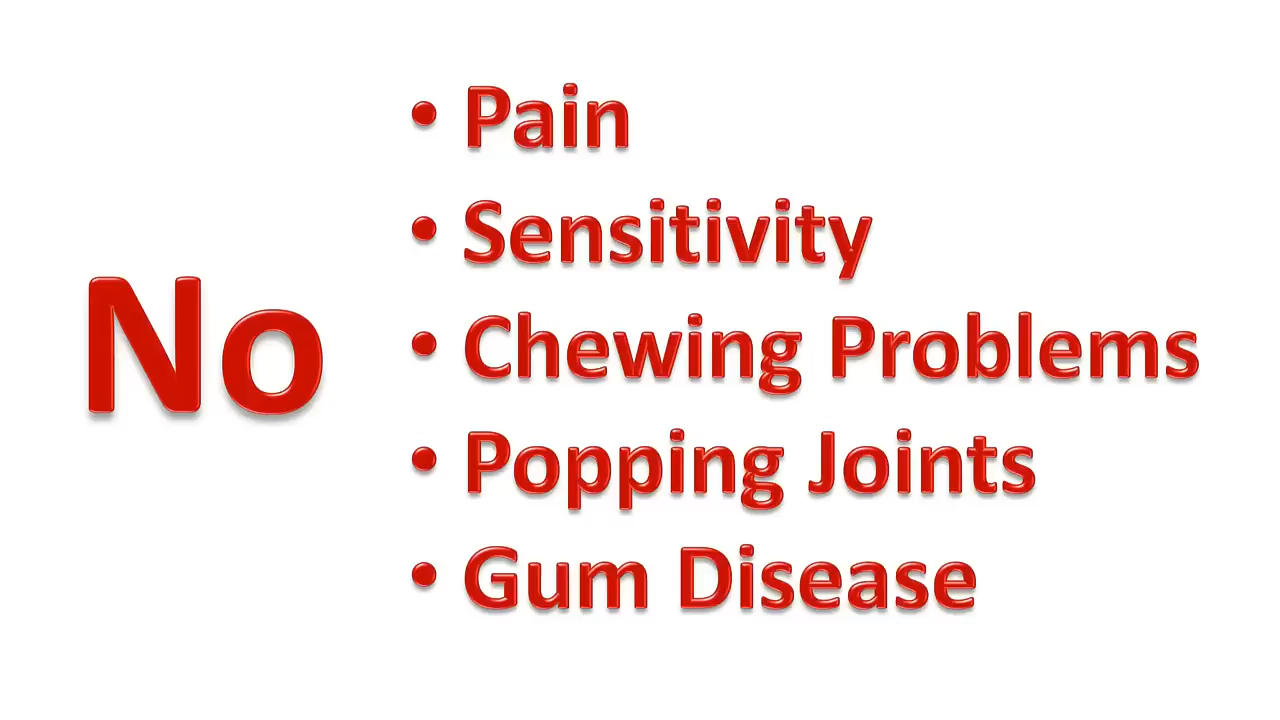 No
• Pain
• Sensitivity
• Chewing Problems
• Popping Joints
• Gum Disease